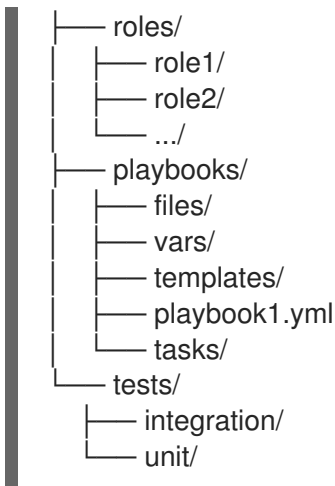 ├── roles/
│   ├── role1/
│   ├── role2/
│   └── .../
├── playbooks/
│   ├── files/
│   ├── vars/
│   ├── templates/
│   ├── playbook1.yml
│   └── tasks/
└── tests/
    ├── integration/
    └── unit/